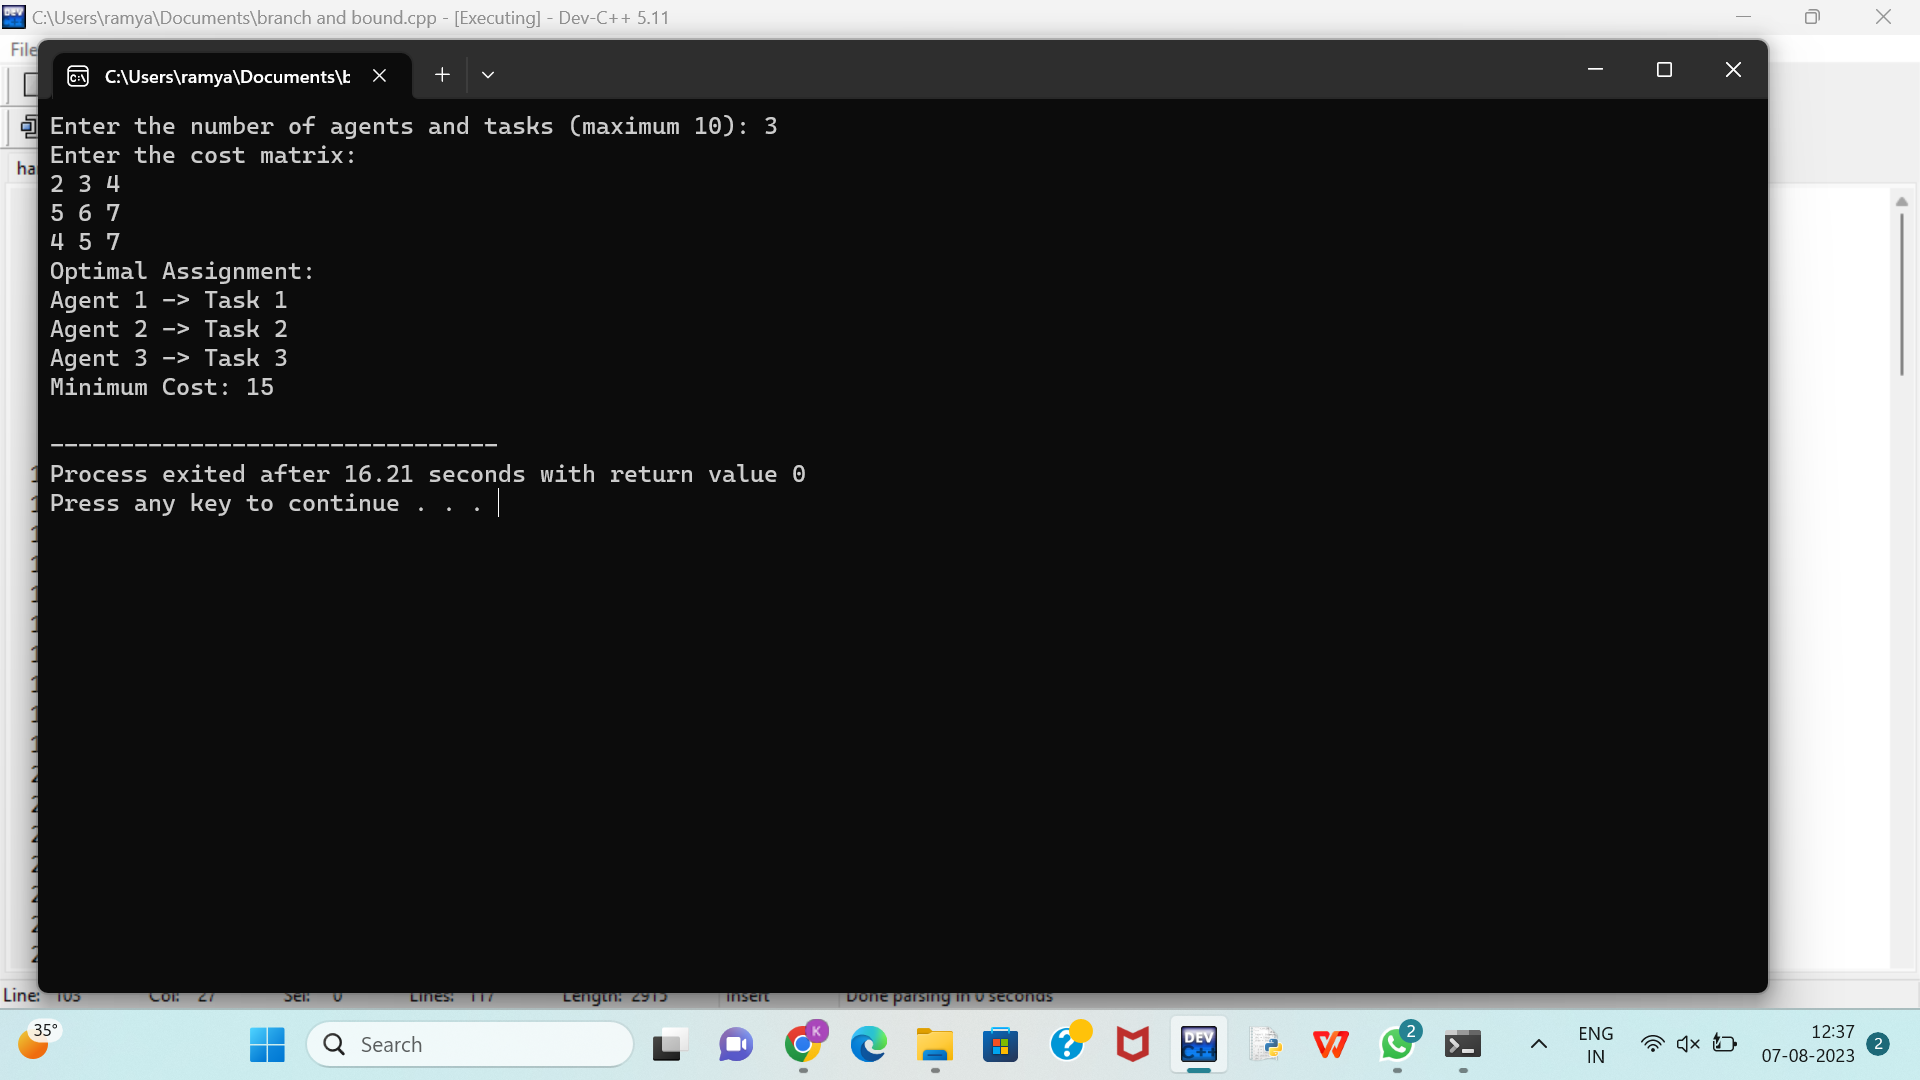 C:\Users\ramya\Documents\branch and bound.cpp - [Executing] - Dev-C++ 5.11
File
C:\Users\ramya\Documents\b
Enter the number of agents and tasks (maximum 10): 3
Enter the cost matrix:
2 3 4
5 6 7
4 5 7
Optimal Assignment:
Agent 1 -> Task 1
Agent 2 -> Task 2
Agent 3 -> Task 3
Minimum Cost: 15
--------------------------------
Process exited after 16.21 seconds with return value 0
Press any key to continue . . .
Line: 103 Col: 27 Sel: 0 Lines: 117 Length: 2915 Insert Done parsing in 0 seconds
35°
Search
K
DEV C++
2
ENG
IN
12:37
07-08-2023
2